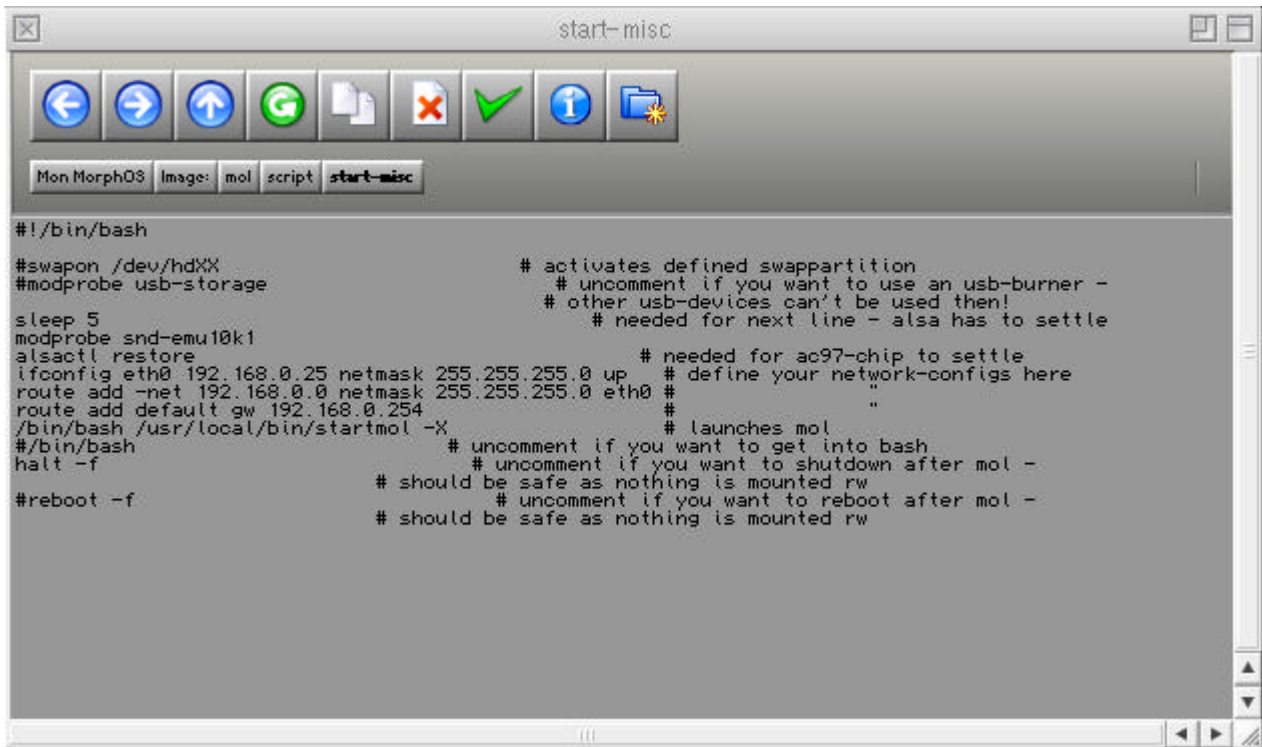 start-misc
Mon MorphOS Image: mol script start-misc
#!/bin/bash
#swapon /dev/hdXX # activates defined swappartition
#modprobe usb-storage # uncomment if you want to use an usb-burner -
# other usb-devices can't be used then!
sleep 5 # needed for next line - alsa has to settle
modprobe snd-emu10k1
alsactl restore # needed for ac97-chip to settle
ifconfig eth0 192.168.0.25 netmask 255.255.255.0 up # define your network-configs here
route add -net 192.168.0.0 netmask 255.255.255.0 eth0 # "
route add default gw 192.168.0.254 # "
/bin/bash /usr/local/bin/startmol -X # launches mol
#/bin/bash # uncomment if you want to get into bash
halt -f # uncomment if you want to shutdown after mol -
# should be safe as nothing is mounted rw
#reboot -f # uncomment if you want to reboot after mol -
# should be safe as nothing is mounted rw